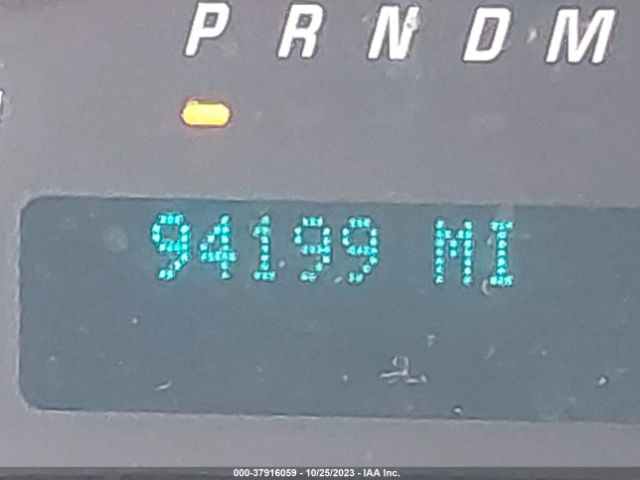 P R N D M
94199 MI
000-37916059 - 10/25/2023 - IAA Inc.